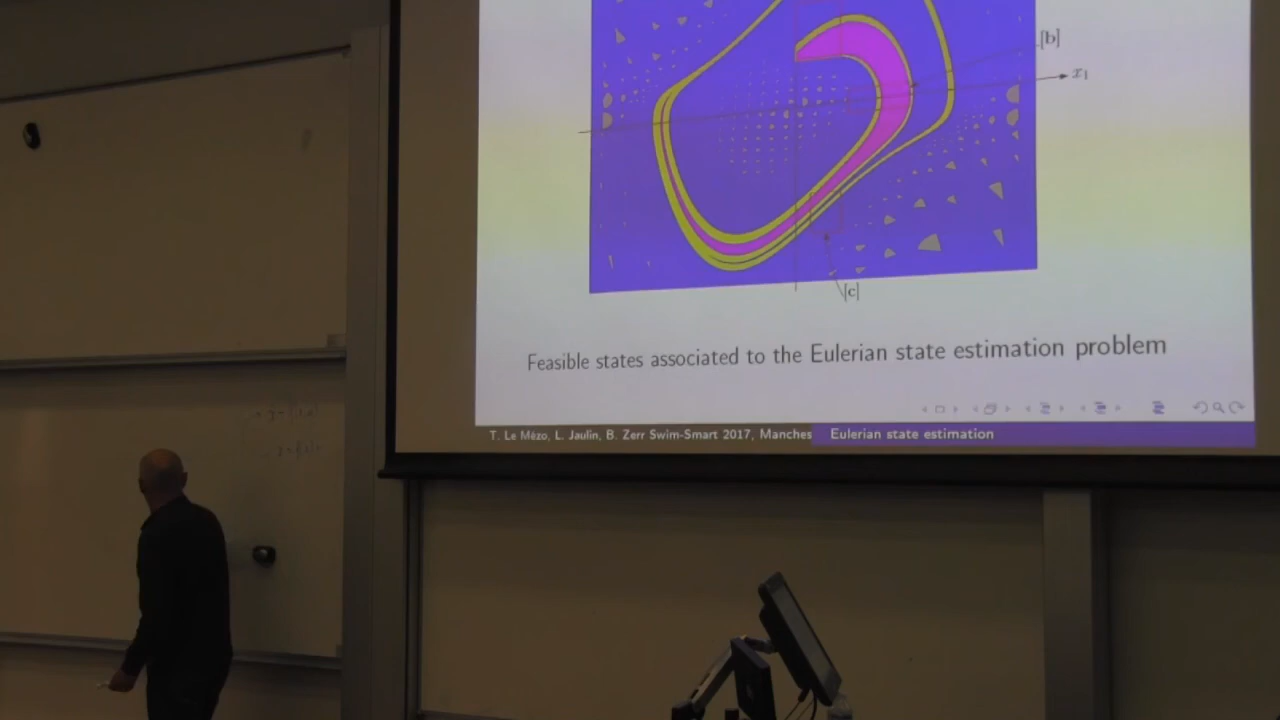 [b]
x1
[c]
Feasible states associated to the Eulerian state estimation problem
T. Le Mézo, L. Jaulin, B. Zerr Swim-Smart 2017, Manches
Eulerian state estimation